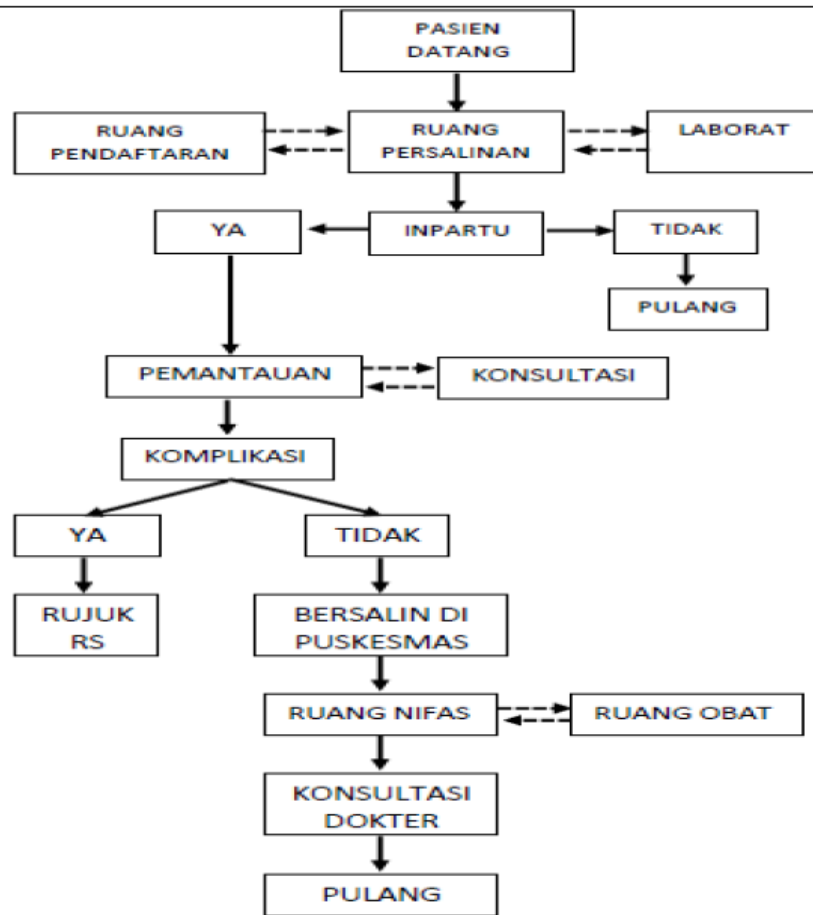 PASIEN
DATANG
RUANG
PENDAFTARAN
RUANG
PERSALINAN
LABORAT
YA
INPARTU
TIDAK
PULANG
PEMANTAUAN
KONSULTASI
KOMPLIKASI
YA
TIDAK
RUJUK
RS
BERSALIN DI
PUSKESMAS
RUANG NIFAS
RUANG OBAT
KONSULTASI
DOKTER
PULANG